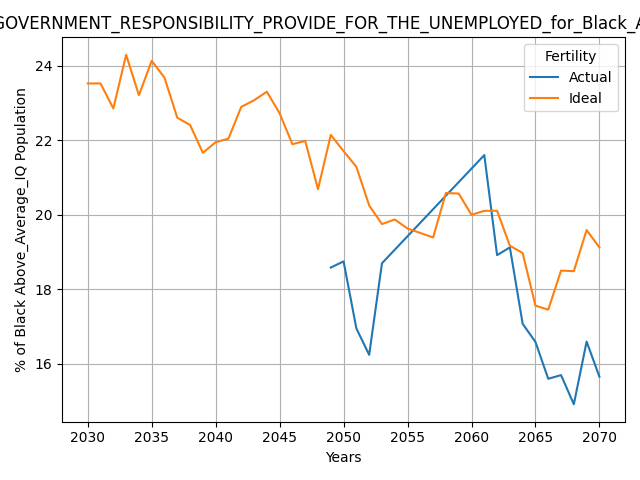 GOVERNMENT_RESPONSIBILITY_PROVIDE_FOR_THE_UNEMPLOYED_for_Black_A
Fertility
Actual
Ideal
% of Black Above_Average_IQ Population
24
22
20
18
16
2030 2035 2040 2045 2050 2055 2060 2065 2070
Years